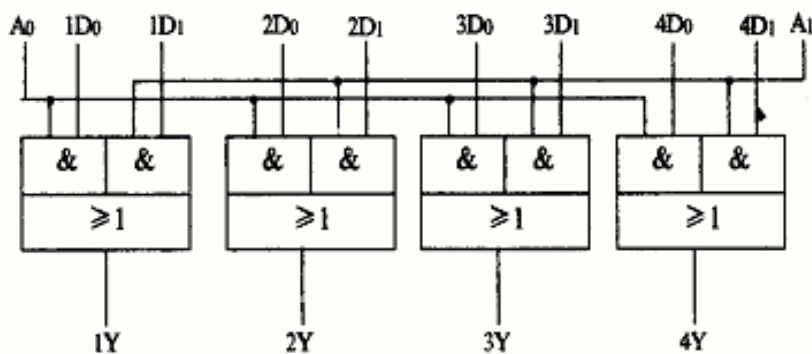 A₀ 1D₀ 1D₁ 2D₀ 2D₁ 3D₀ 3D₁ 4D₀ 4D₁ A₁
& & & & & & & &
≥1 ≥1 ≥1 ≥1
1Y 2Y 3Y 4Y